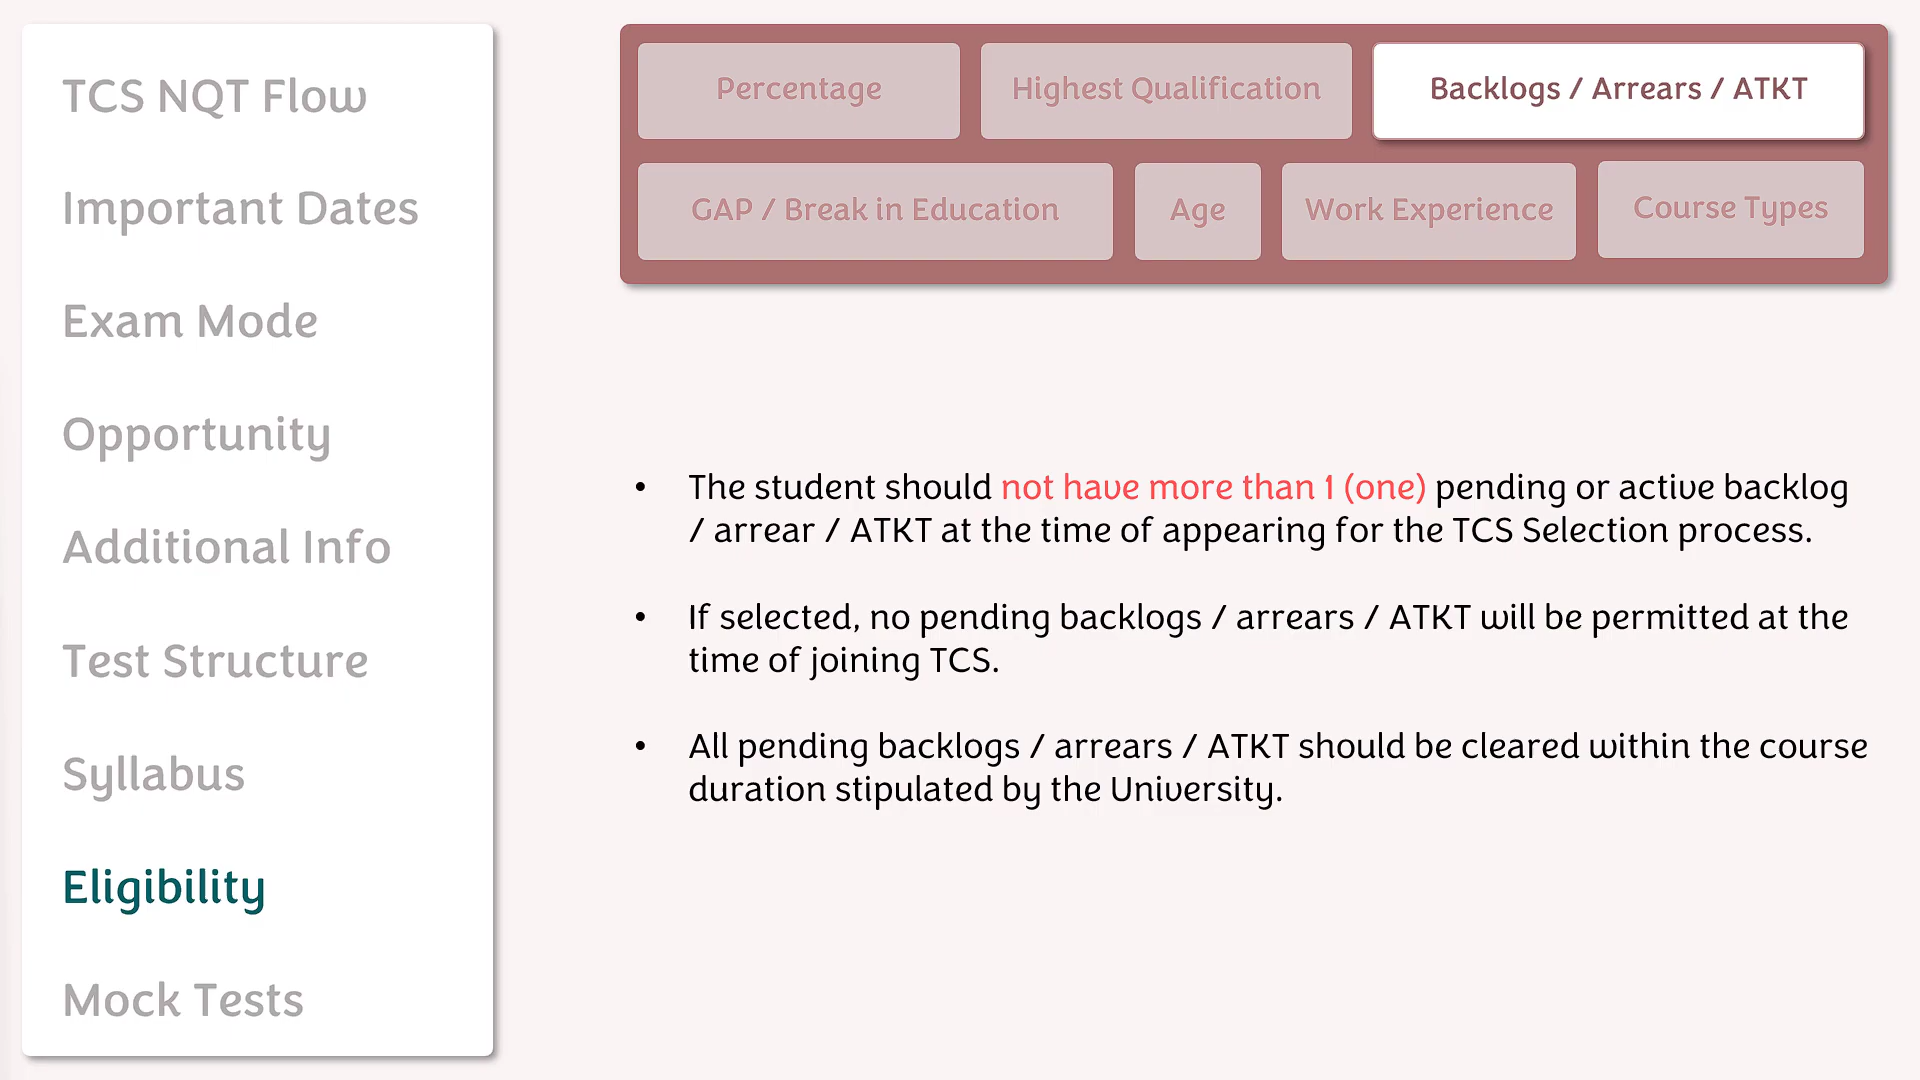 TCS NQT Flow
Important Dates
Exam Mode
Opportunity
Additional Info
Test Structure
Syllabus
Eligibility
Mock Tests
Percentage
Highest Qualification
Backlogs / Arrears / ATKT
GAP / Break in Education
Age
Work Experience
Course Types
• The student should not have more than 1 (one) pending or active backlog
/ arrear / ATKT at the time of appearing for the TCS Selection process.
• If selected, no pending backlogs / arrears / ATKT will be permitted at the
time of joining TCS.
• All pending backlogs / arrears / ATKT should be cleared within the course
duration stipulated by the University.